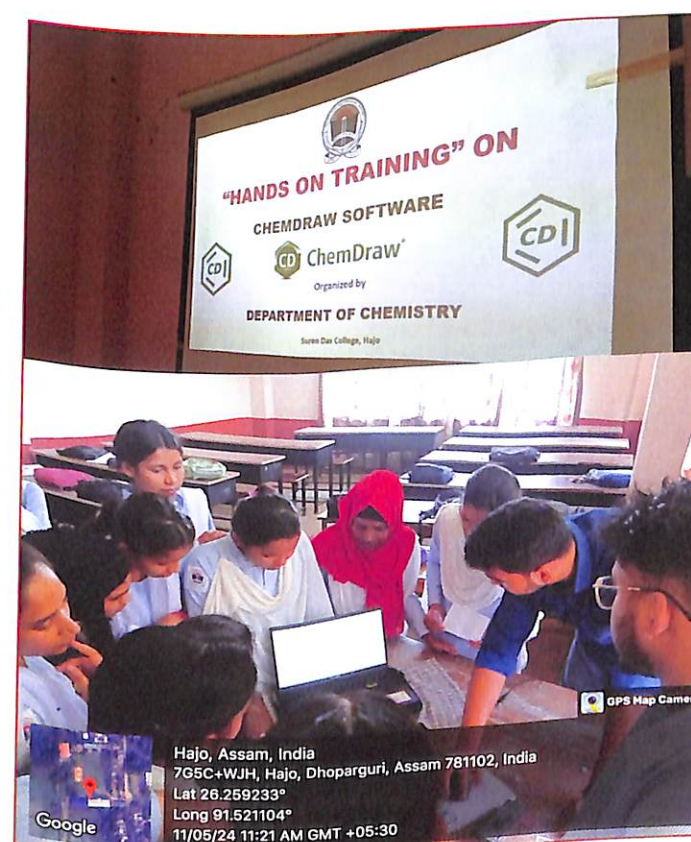 "HANDS ON TRAINING" ON
CHEMDRAW SOFTWARE
CD
CD ChemDraw®
CD
Organized by
DEPARTMENT OF CHEMISTRY
Suren Das College, Hajo
GPS Map Camera
Hajo, Assam, India
7G5C+WJH, Hajo, Dhoparguri, Assam 781102, India
Lat 26.259233°
Long 91.521104°
11/05/24 11:21 AM GMT +05:30
Google